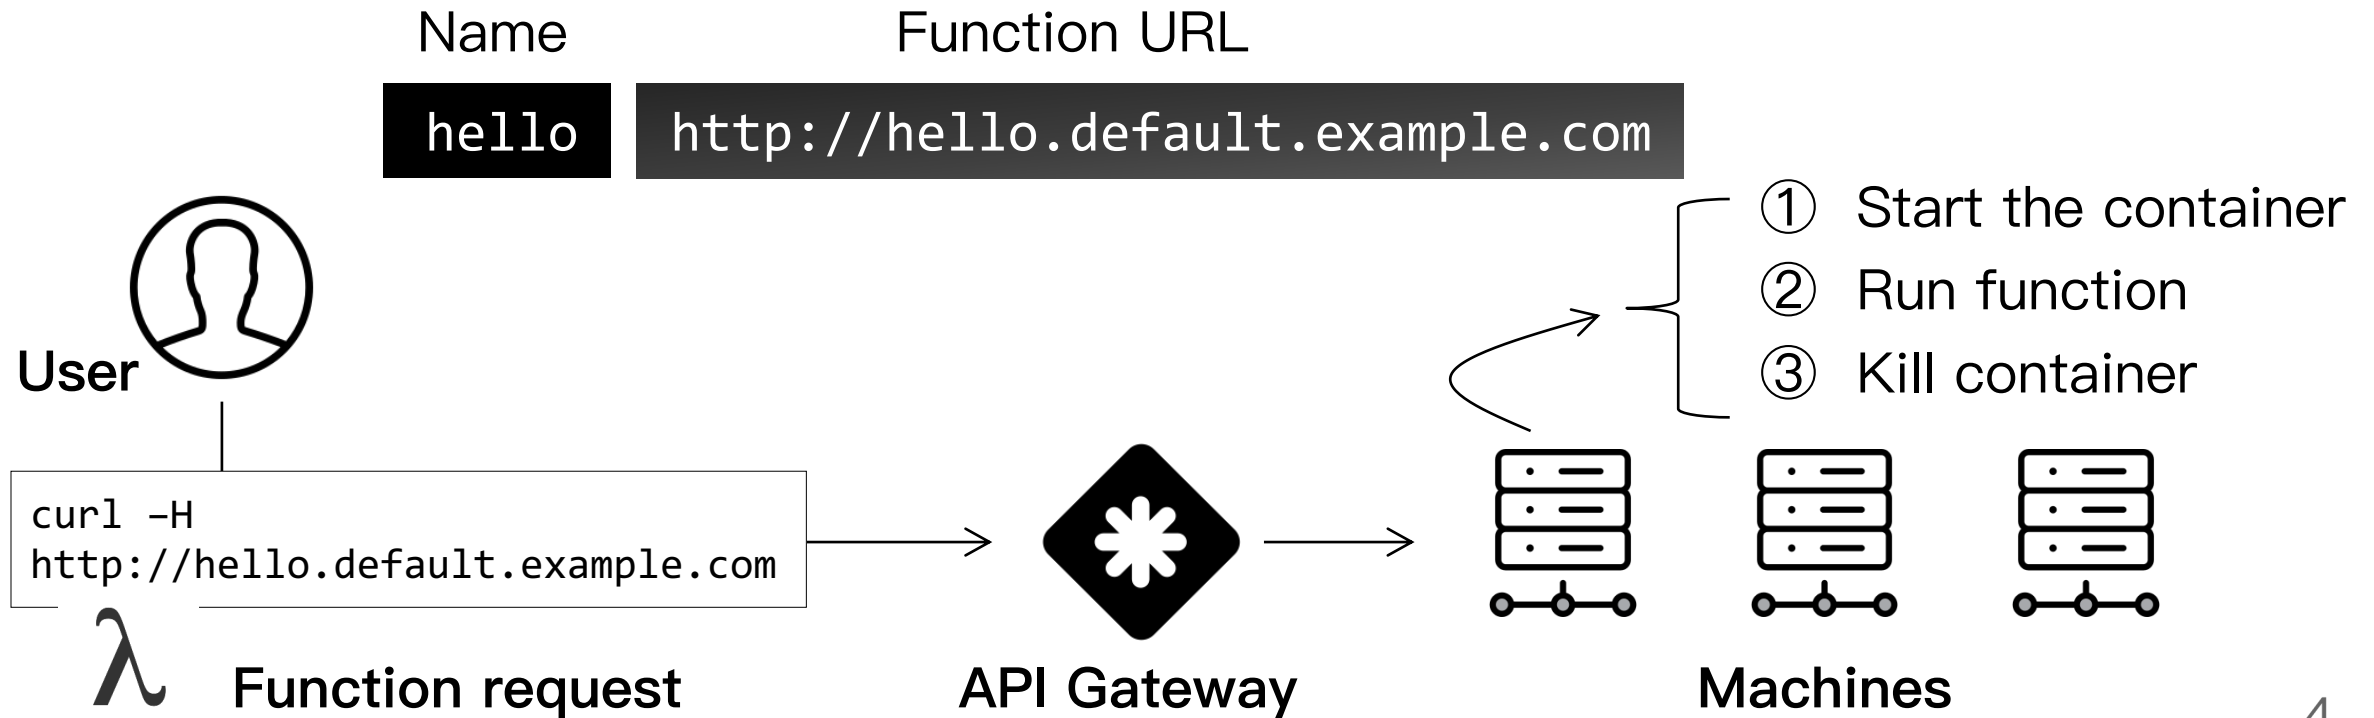 Name
Function URL
hello
http://hello.default.example.com
① Start the container
② Run function
③ Kill container
User
curl –H
http://hello.default.example.com
λ
Function request
API Gateway
Machines
4